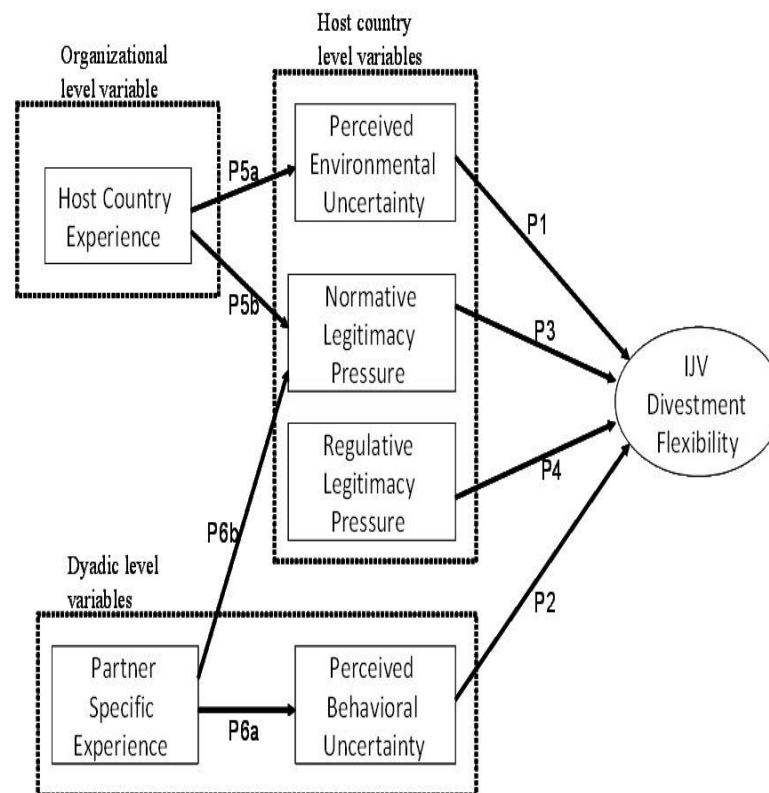 Organizational
level variable
Host country
level variables
Host Country
Experience
P5a
P5b
Perceived
Environmental
Uncertainty
Normative
Legitimacy
Pressure
Regulative
Legitimacy
Pressure
P1
P3
P4
P2
IJV
Divestment
Flexibility
P6b
Dyadic level
variables
Partner
Specific
Experience
P6a
Perceived
Behavioral
Uncertainty